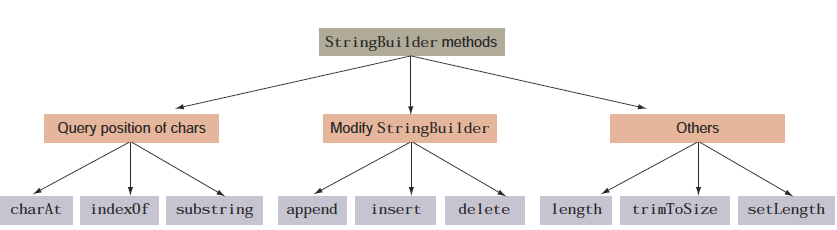 StringBuilder methods
Query position of chars
Modify StringBuilder
Others
charAt
indexOf
substring
append
insert
delete
length
trimToSize
setLength